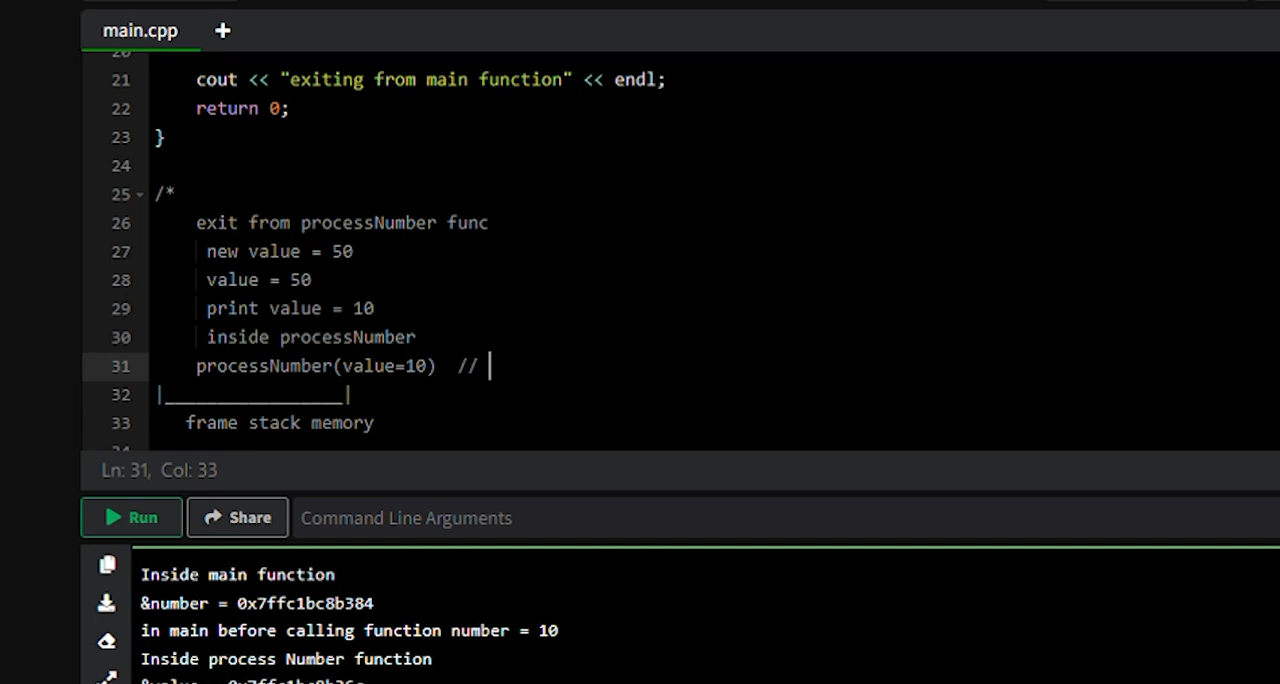 main.cpp +
21 cout << "exiting from main function" << endl;
22 return 0;
23 }
24
25 /*
26 exit from processNumber func
27 new value = 50
28 value = 50
29 print value = 10
30 inside processNumber
31 processNumber(value=10) //
32 |_________________|
33 frame stack memory
Ln: 31, Col: 33
Run Share Command Line Arguments
Inside main function
&number = 0x7ffc1bc8b384
in main before calling function number = 10
Inside process Number function